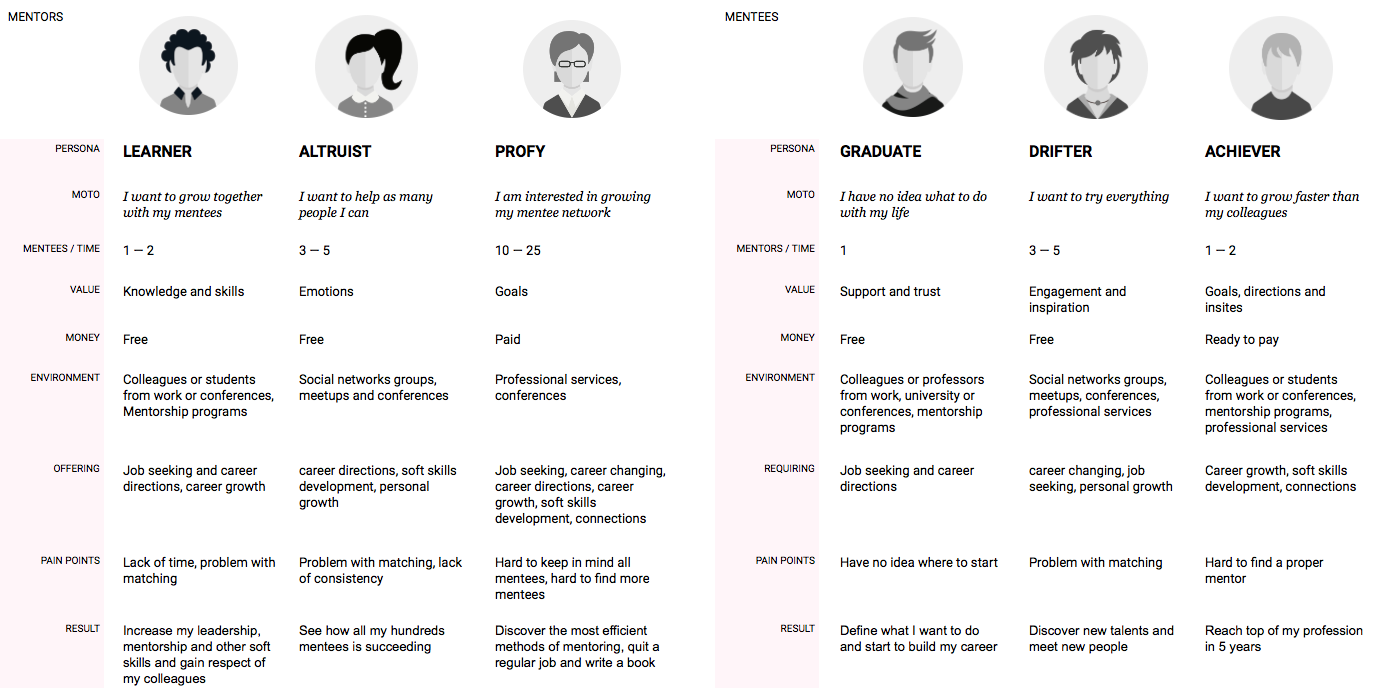 MENTORS
PERSONA
LEARNER
ALTRUIST
PROFY
MOTO
I want to grow together
with my mentees
I want to help as many
people I can
I am interested in growing
my mentee network
MENTEES / TIME
1 — 2
3 — 5
10 — 25
VALUE
Knowledge and skills
Emotions
Goals
MONEY
Free
Free
Paid
ENVIRONMENT
Colleagues or students
from work or conferences,
Mentorship programs
Social networks groups,
meetups and conferences
Professional services,
conferences
OFFERING
Job seeking and career
directions, career growth
career directions, soft skills
development, personal
growth
Job seeking, career changing,
career directions, career
growth, soft skills
development, connections
PAIN POINTS
Lack of time, problem with
matching
Problem with matching, lack
of consistency
Hard to keep in mind all
mentees, hard to find more
mentees
RESULT
Increase my leadership,
mentorship and other soft
skills and gain respect of
my colleagues
See how all my hundreds
mentees is succeeding
Discover the most efficient
methods of mentoring, quit a
regular job and write a book
MENTEES
PERSONA
GRADUATE
DRIFTER
ACHIEVER
MOTO
I have no idea what to do
with my life
I want to try everything
I want to grow faster than
my colleagues
MENTORS / TIME
1
3 — 5
1 — 2
VALUE
Support and trust
Engagement and
inspiration
Goals, directions and
insites
MONEY
Free
Free
Ready to pay
ENVIRONMENT
Colleagues or professors
from work, university or
conferences, mentorship
programs
Social networks groups,
meetups, conferences,
professional services
Colleagues or students
from work or conferences,
mentorship programs,
professional services
REQUIRING
Job seeking and career
directions
career changing, job
seeking, personal growth
Career growth, soft skills
development, connections
PAIN POINTS
Have no idea where to start
Problem with matching
Hard to find a proper
mentor
RESULT
Define what I want to do
and start to build my career
Discover new talents and
meet new people
Reach top of my profession
in 5 years